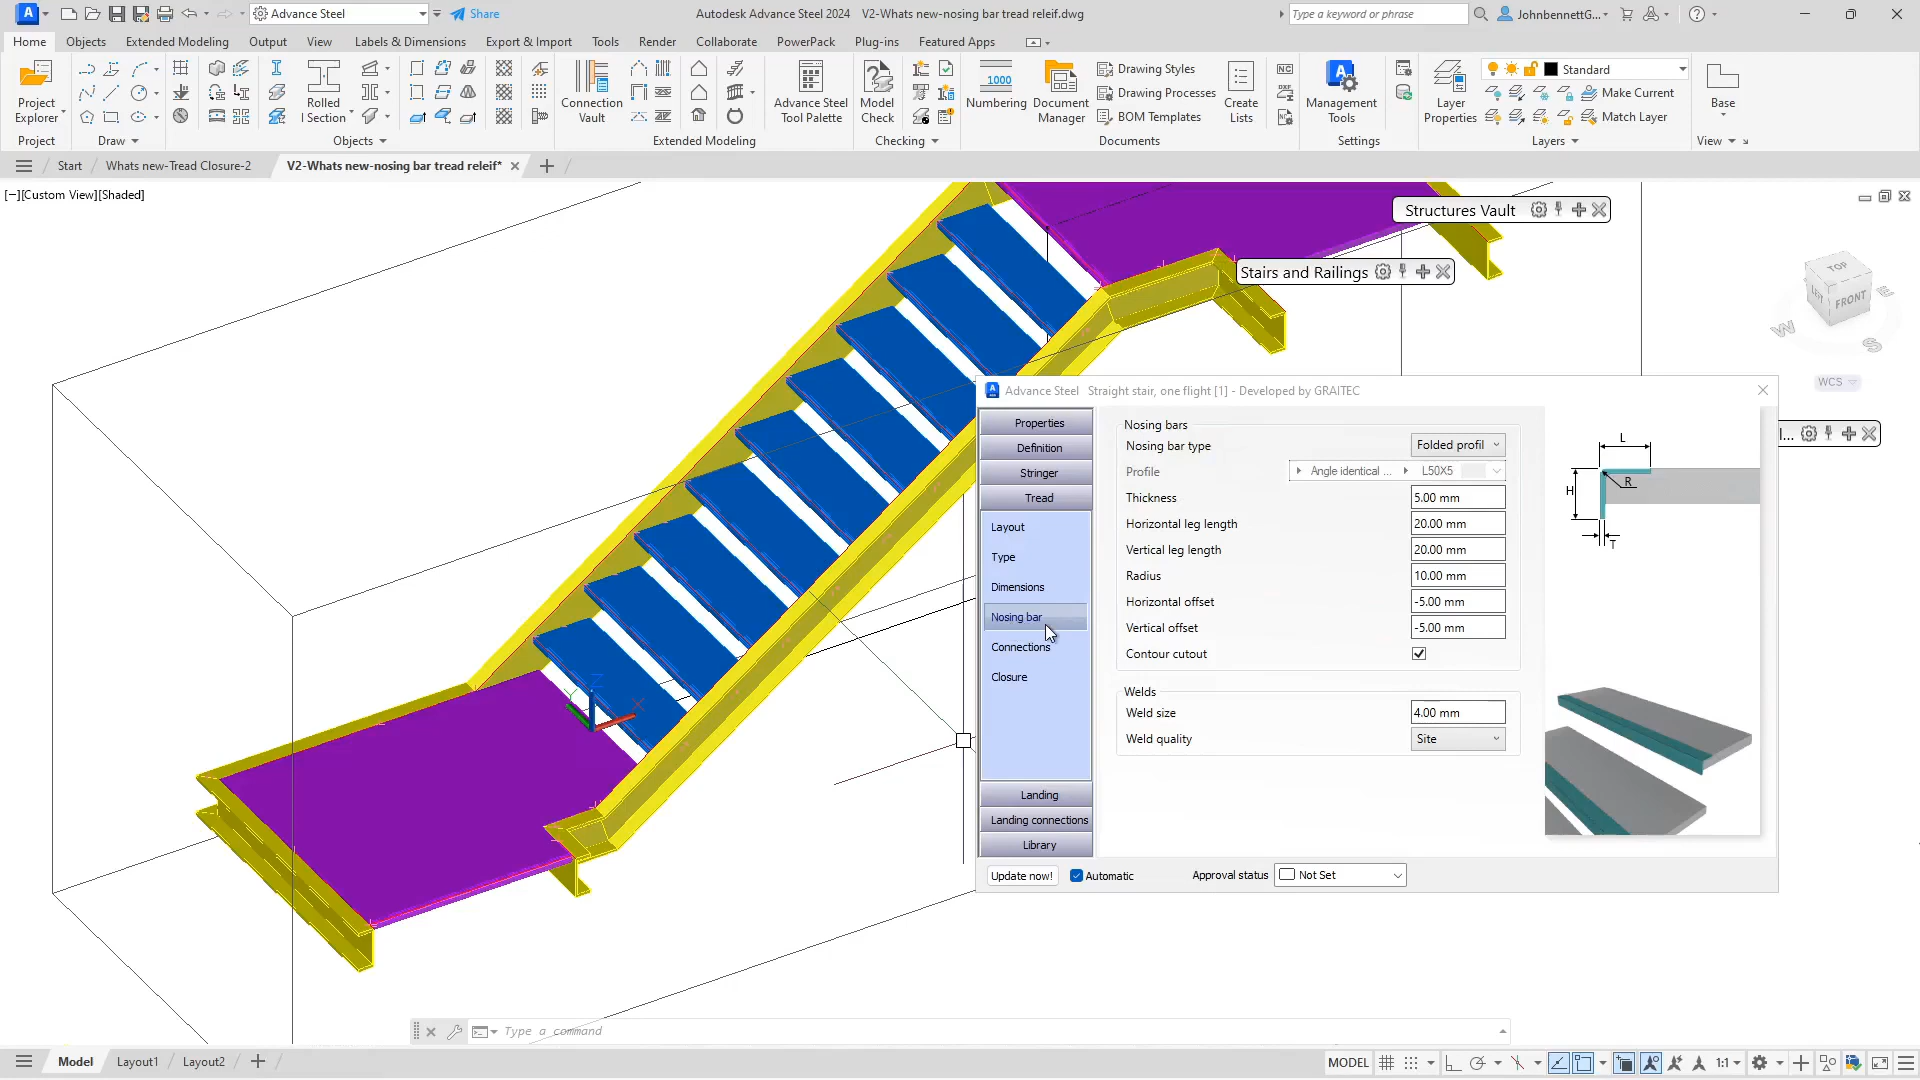 Advance Steel
Share
Autodesk Advance Steel 2024 V2-Whats new-nosing bar tread releif.dwg
Type a keyword or phrase
JohnbennettG...
Home
Objects
Extended Modeling
Output
View
Labels & Dimensions
Export & Import
Tools
Render
Collaborate
PowerPack
Plug-ins
Featured Apps
Project Explorer
Rolled I Section
Connection Vault
Advance Steel Tool Palette
Model Check
1000
Numbering
Document Manager
Drawing Styles
Drawing Processes
BOM Templates
Create Lists
NC
DXF
Management Tools
Layer Properties
Standard
Make Current
Match Layer
Base
Project
Draw
Objects
Extended Modeling
Checking
Documents
Settings
Layers
View
Start
Whats new-Tread Closure-2
V2-Whats new-nosing bar tread releif*
[−][Custom View][Shaded]
Structures Vault
Stairs and Railings
TOP
LEFT
FRONT
E
W
S
WCS
l...
X
Y
Z
Advance Steel Straight stair, one flight [1] - Developed by GRAITEC
Properties
Definition
Stringer
Tread
Layout
Type
Dimensions
Nosing bar
Connections
Closure
Landing
Landing connections
Library
Nosing bars
Nosing bar type Folded profil
Profile Angle identical ... L50X5
Thickness 5.00 mm
Horizontal leg length 20.00 mm
Vertical leg length 20.00 mm
Radius 10.00 mm
Horizontal offset -5.00 mm
Vertical offset -5.00 mm
Contour cutout
Welds
Weld size 4.00 mm
Weld quality Site
L
H
R
T
Update now!
Automatic
Approval status Not Set
Type a command
Model
Layout1
Layout2
MODEL
1:1